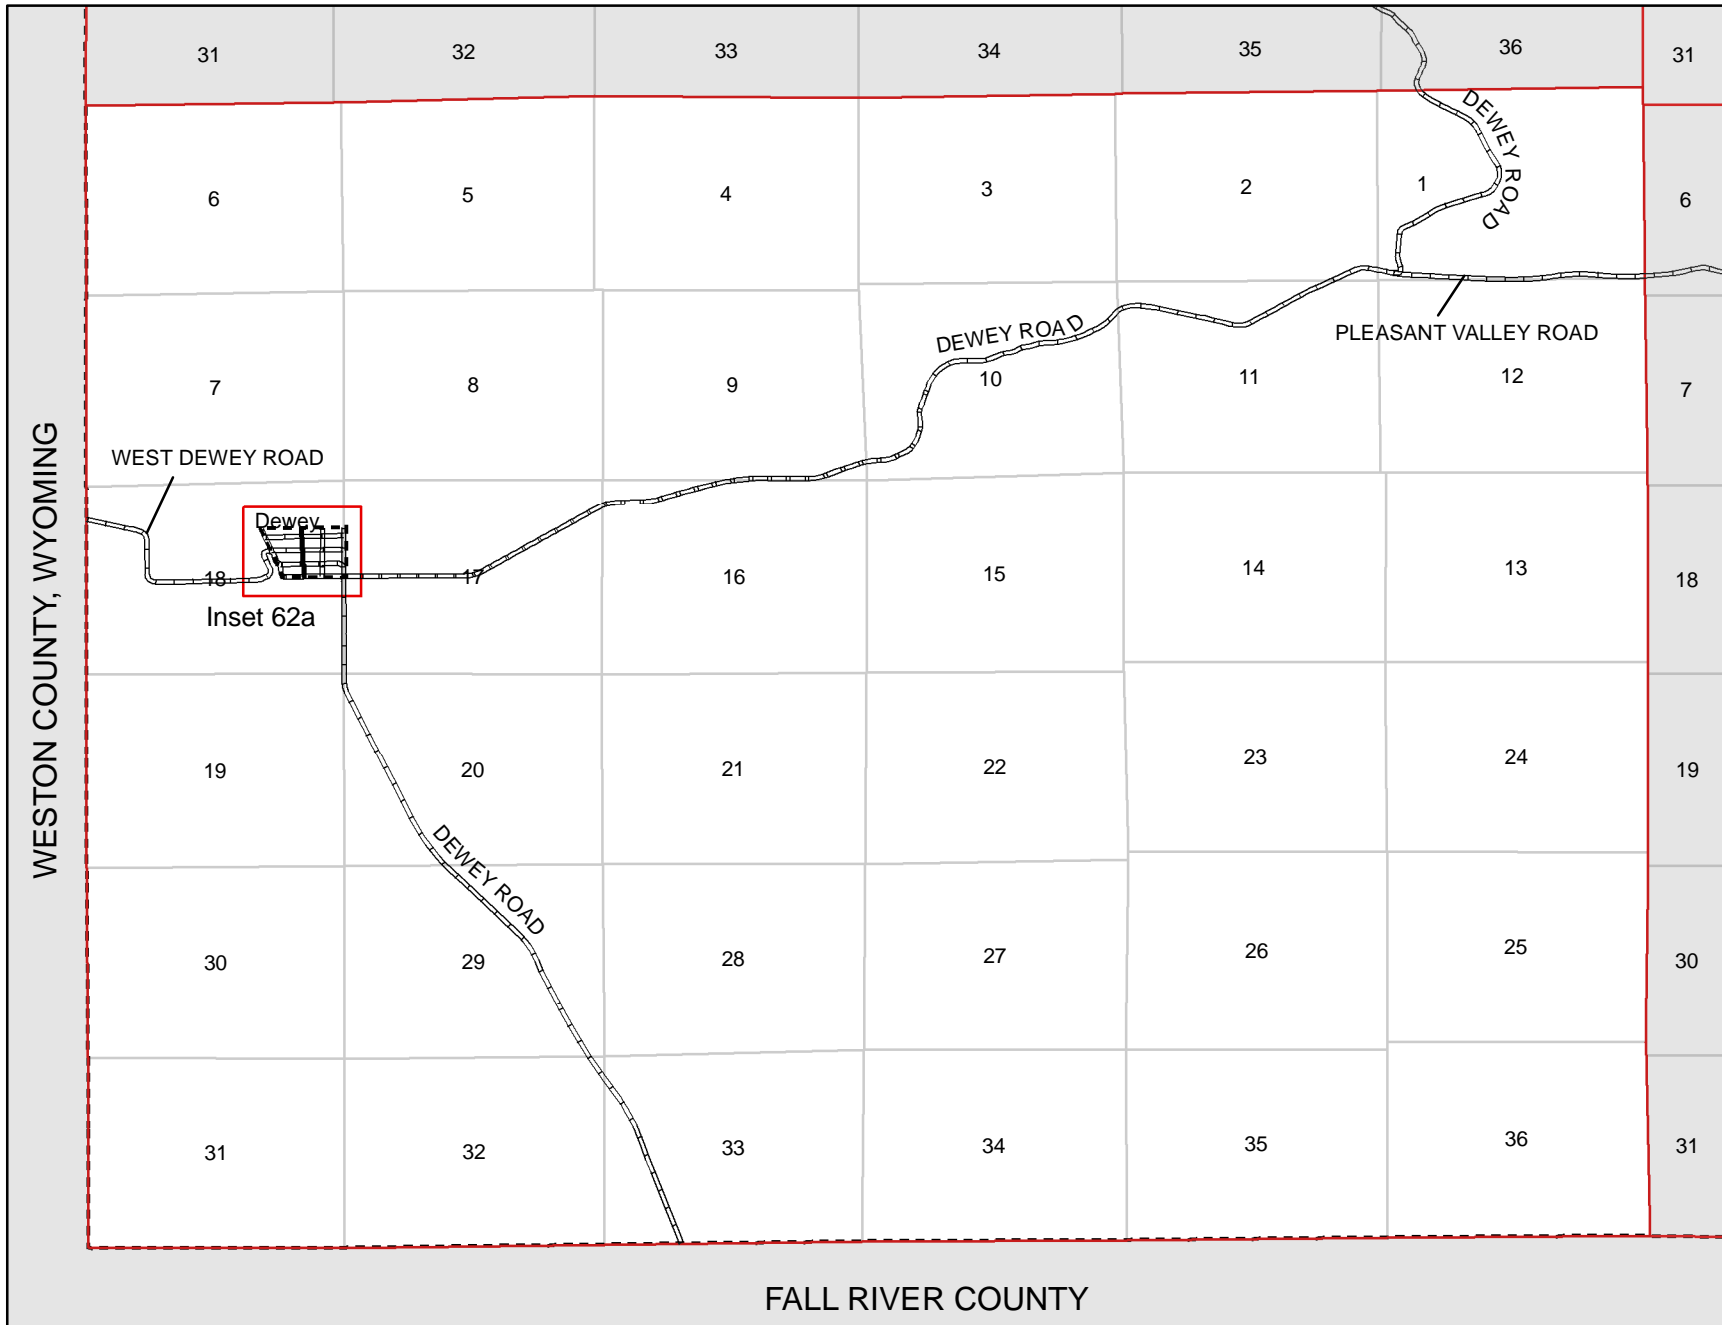 31 32 33 34 35 36 31
DEWEY ROAD
6 5 4 3 2 1 6
DEWEY ROAD
PLEASANT VALLEY ROAD
7 8 9 10 11 12 7
WEST DEWEY ROAD
WESTON COUNTY, WYOMING
Dewey
18 17 16 15 14 13 18
Inset 62a
19 20 21 22 23 24 19
DEWEY ROAD
30 29 28 27 26 25 30
31 32 33 34 35 36 31
FALL RIVER COUNTY